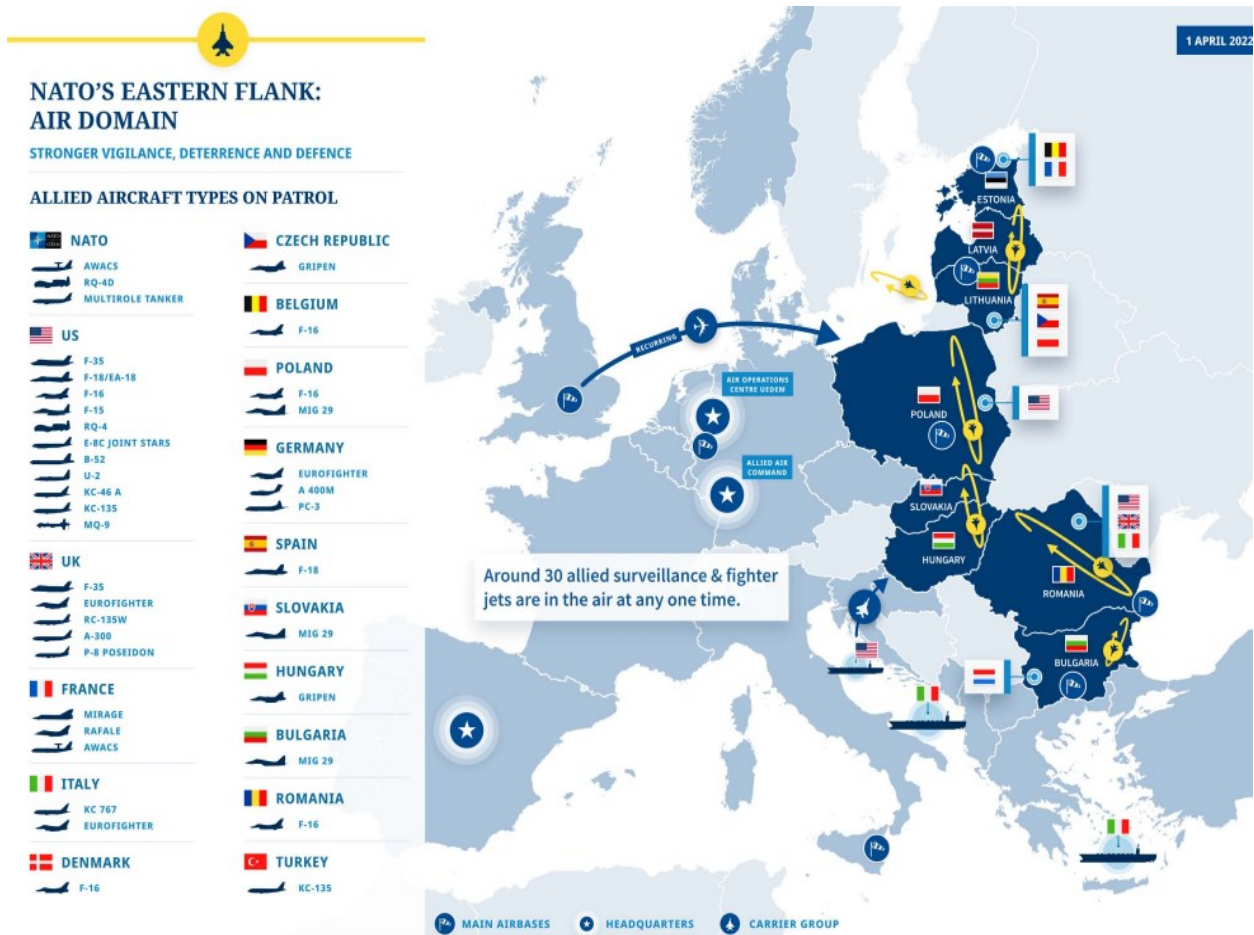 NATO'S EASTERN FLANK:
AIR DOMAIN
STRONGER VIGILANCE, DETERRENCE AND DEFENCE
ALLIED AIRCRAFT TYPES ON PATROL
NATO
AWACS
RQ-4D
MULTIROLE TANKER
US
F-35
F-18/EA-18
F-16
F-15
RQ-4
E-8C JOINT STARS
B-52
U-2
KC-46 A
KC-135
MQ-9
UK
F-35
EUROFIGHTER
RC-135W
A-300
P-8 POSEIDON
FRANCE
MIRAGE
RAFALE
AWACS
ITALY
KC 767
EUROFIGHTER
DENMARK
F-16
CZECH REPUBLIC
GRIPEN
BELGIUM
F-16
POLAND
F-16
MIG 29
GERMANY
EUROFIGHTER
A 400M
PC-3
SPAIN
F-18
SLOVAKIA
MIG 29
HUNGARY
GRIPEN
BULGARIA
MIG 29
ROMANIA
F-16
TURKEY
KC-135
1 APRIL 2022
ESTONIA
LATVIA
LITHUANIA
RECURRING
AIR OPERATIONS
CENTRE UEDEM
POLAND
ALLIED AIR
COMMAND
SLOVAKIA
HUNGARY
ROMANIA
BULGARIA
Around 30 allied surveillance & fighter
jets are in the air at any one time.
MAIN AIRBASES
HEADQUARTERS
CARRIER GROUP